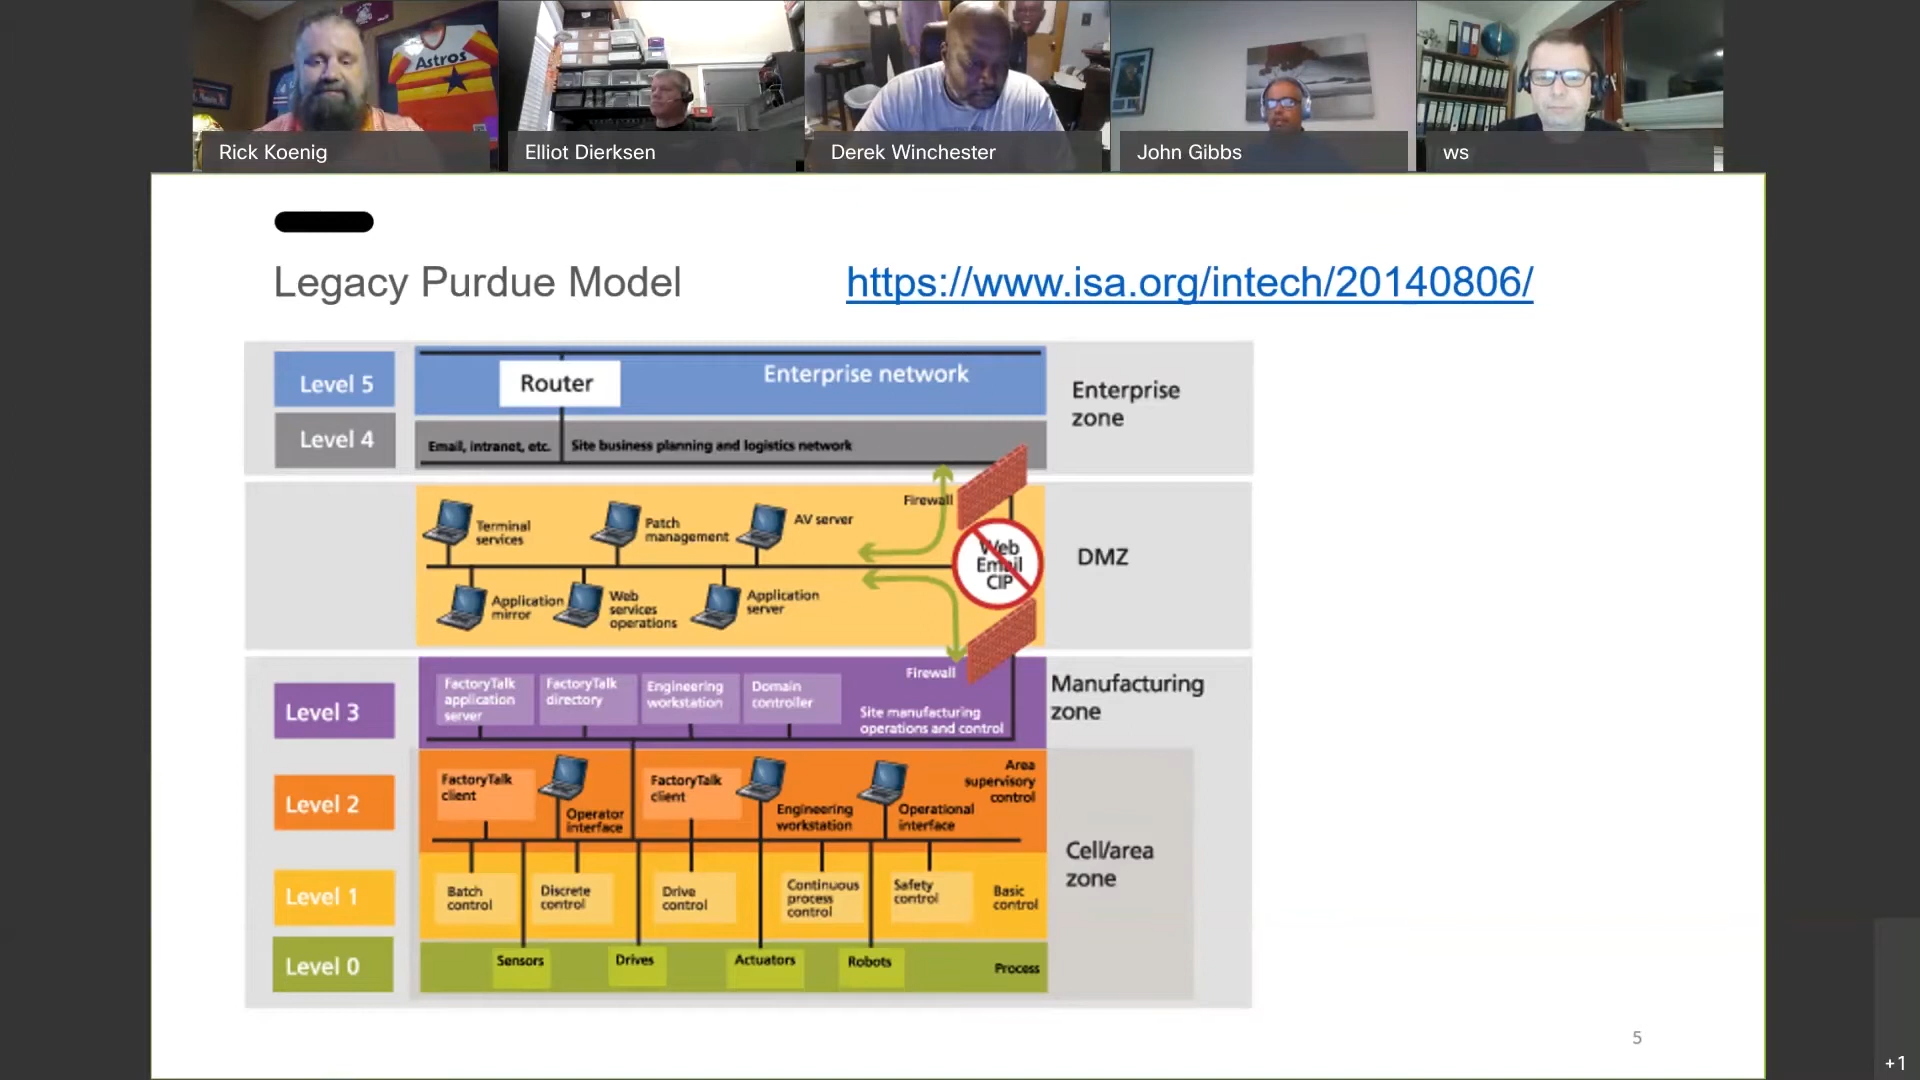 Astros
Rick Koenig
Elliot Dierksen
Derek Winchester
John Gibbs
ws
Legacy Purdue Model
https://www.isa.org/intech/20140806/
Level 5
Router
Enterprise network
Enterprise
zone
Level 4
Email, intranet, etc.
Site business planning and logistics network
Firewall
Terminal
services
Patch
management
AV server
Web
Email
CIP
DMZ
Application
mirror
Web
services
operations
Application
server
Firewall
Level 3
FactoryTalk
application
server
FactoryTalk
directory
Engineering
workstation
Domain
controller
Site manufacturing
operations and control
Manufacturing
zone
Level 2
FactoryTalk
client
Operator
interface
FactoryTalk
client
Engineering
workstation
Operational
interface
Area
supervisory
control
Cell/area
zone
Level 1
Batch
control
Discrete
control
Drive
control
Continuous
process
control
Safety
control
Basic
control
Level 0
Sensors
Drives
Actuators
Robots
Process
5
+1